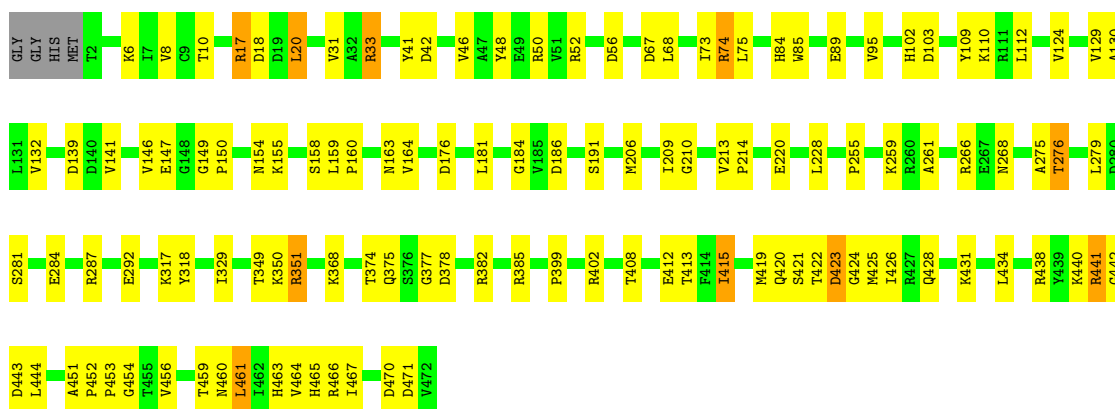 GLY GLY HIS MET T2 K6 I7 V8 C9 T10 R17 D18 D19 L20 V31 A32 R33 Y41 D42 V46 A47 Y48 E49 R50 V51 R52 D56 D67 L68 I73 R74 L75 H84 W85 E89 V95 H102 D103 Y109 K110 R111 L112 V124 V129 A130
L131 V132 D139 D140 V141 V146 E147 G148 G149 P150 N154 K155 S158 L159 P160 N163 V164 D176 L181 G184 V185 D186 S191 M206 I209 G210 V213 P214 E220 L228 P255 K259 R260 A261 R266 E267 N268 A275 T276 L279 D280
S281 E284 R287 E292 K317 Y318 I329 T349 K350 R351 K368 T374 Q375 S376 G377 D378 R382 R385 P399 R402 T408 E412 T413 F414 I415 M419 Q420 S421 T422 D423 G424 M425 I426 R427 Q428 K431 L434 R438 Y439 K440 R441 G442
D443 L444 A451 P452 P453 G454 T455 V456 T459 N460 L461 I462 H463 V464 H465 R466 I467 D470 D471 V472